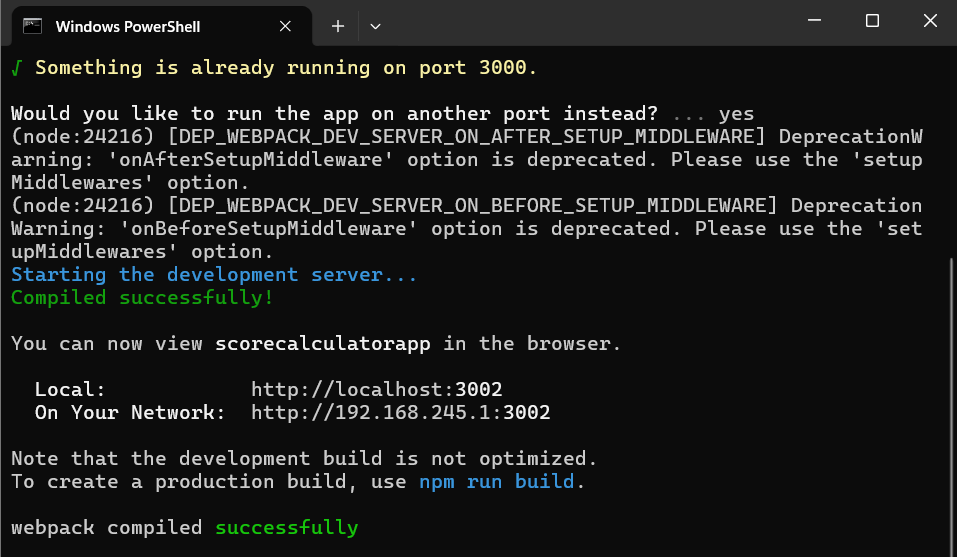 Windows PowerShell
√ Something is already running on port 3000.
Would you like to run the app on another port instead? ... yes
(node:24216) [DEP_WEBPACK_DEV_SERVER_ON_AFTER_SETUP_MIDDLEWARE] DeprecationW
arning: 'onAfterSetupMiddleware' option is deprecated. Please use the 'setup
Middlewares' option.
(node:24216) [DEP_WEBPACK_DEV_SERVER_ON_BEFORE_SETUP_MIDDLEWARE] Deprecation
Warning: 'onBeforeSetupMiddleware' option is deprecated. Please use the 'set
upMiddlewares' option.
Starting the development server...
Compiled successfully!
You can now view scorecalculatorapp in the browser.
Local: http://localhost:3002
On Your Network: http://192.168.245.1:3002
Note that the development build is not optimized.
To create a production build, use npm run build.
webpack compiled successfully